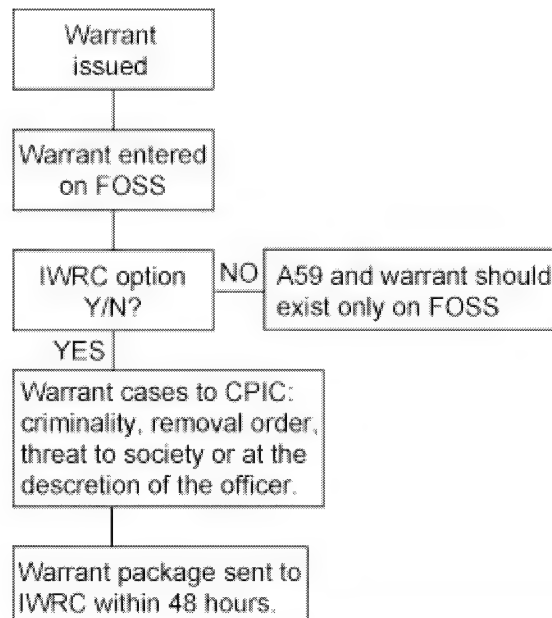 Warrant
issued
Warrant entered
on FOSS
IWRC option
Y/N?
NO
A59 and warrant should
exist only on FOSS
YES
Warrant cases to CPIC:
criminality, removal order,
threat to society or at the
descretion of the officer.
Warrant package sent to
IWRC within 48 hours.